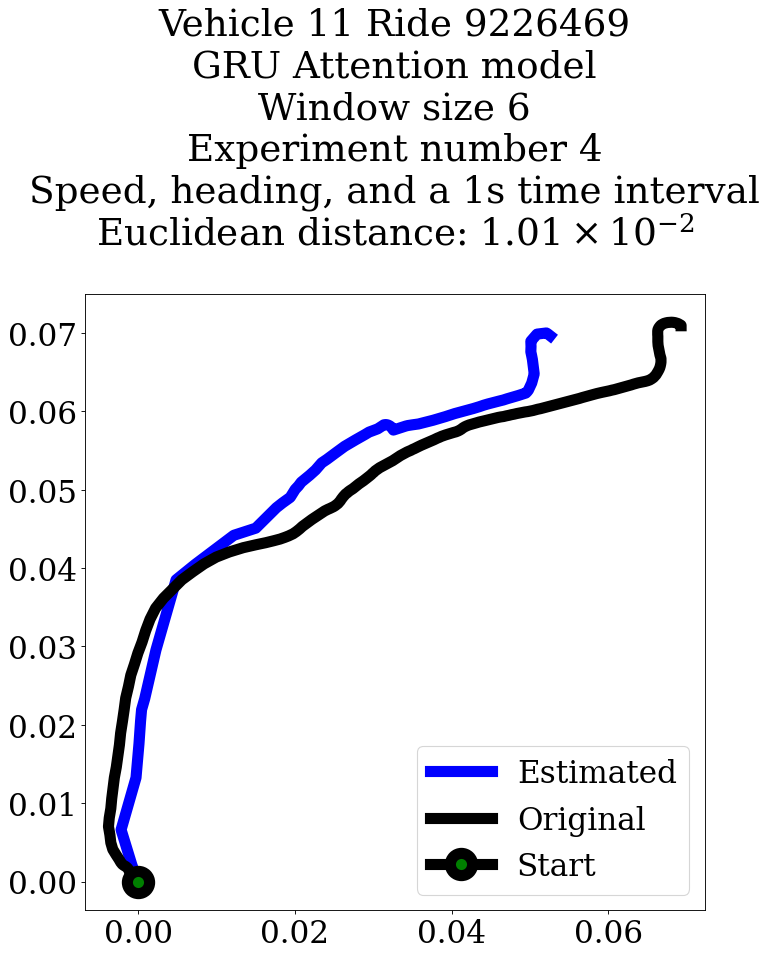 Vehicle 11 Ride 9226469
GRU Attention model
Window size 6
Experiment number 4
Speed, heading, and a 1s time interval
Euclidean distance: 1.01 × 10⁻²
0.07
0.06
0.05
0.04
0.03
0.02
0.01
0.00
Estimated
Original
Start
0.00 0.02 0.04 0.06